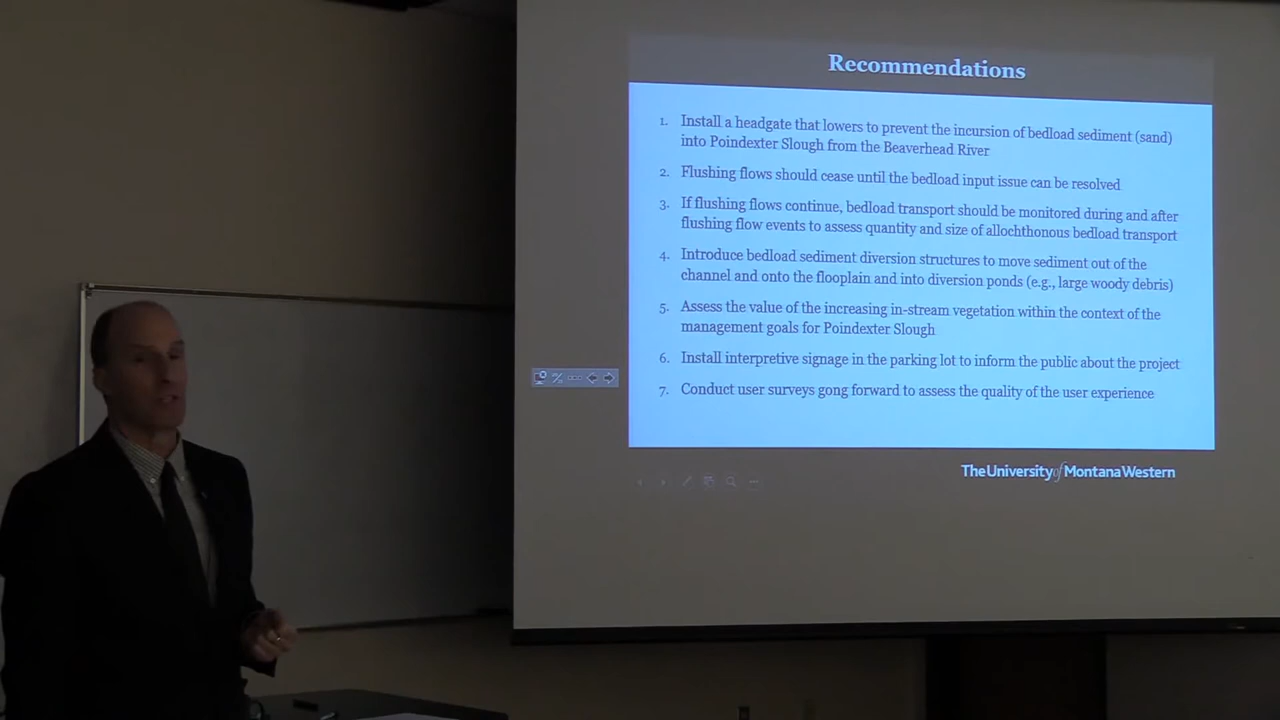 Recommendations
1. Install a headgate that lowers to prevent the incursion of bedload sediment (sand)
into Poindexter Slough from the Beaverhead River
2. Flushing flows should cease until the bedload input issue can be resolved
3. If flushing flows continue, bedload transport should be monitored during and after
flushing flow events to assess quantity and size of allochthonous bedload transport
4. Introduce bedload sediment diversion structures to move sediment out of the
channel and onto the flooplain and into diversion ponds (e.g., large woody debris)
5. Assess the value of the increasing in-stream vegetation within the context of the
management goals for Poindexter Slough
6. Install interpretive signage in the parking lot to inform the public about the project
7. Conduct user surveys gong forward to assess the quality of the user experience
The University of Montana Western